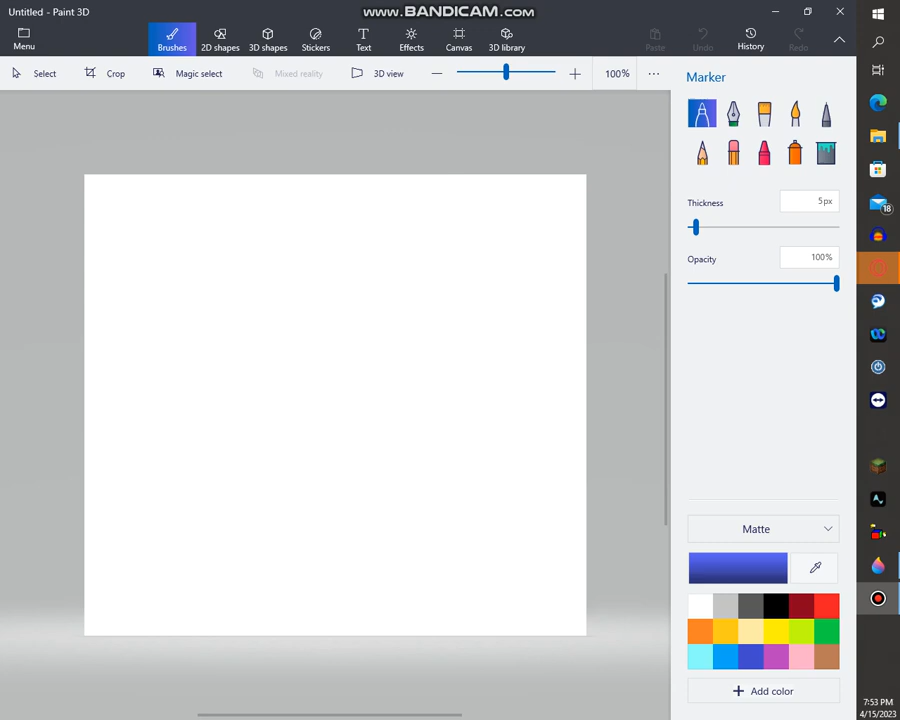 Untitled - Paint 3D
www.BANDICAM.com
Menu
Brushes
2D shapes
3D shapes
Stickers
Text
Effects
Canvas
3D library
Paste
Undo
History
Redo
Select
Crop
Magic select
Mixed reality
3D view
100%
Marker
Thickness
5px
Opacity
100%
Matte
Add color
18
7:53 PM
4/15/2023